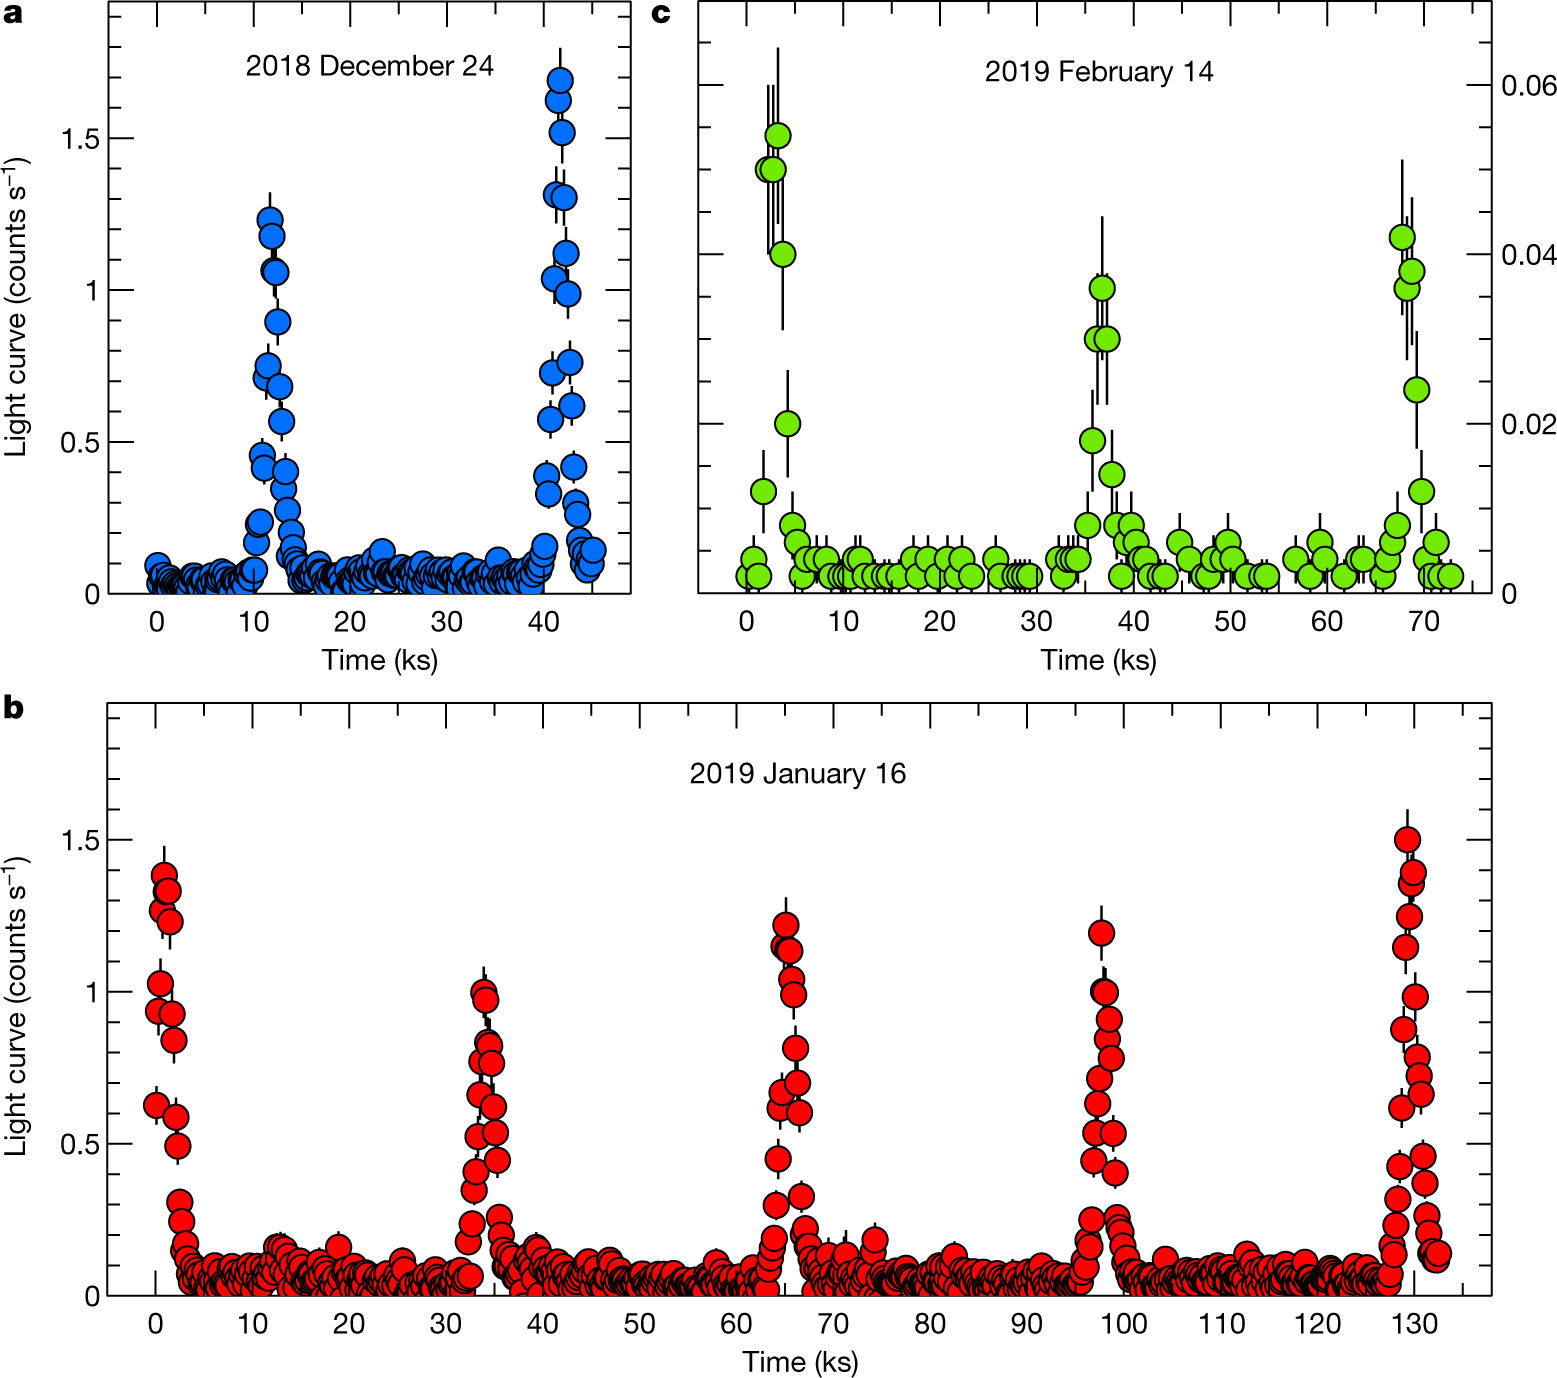 a
2018 December 24
Light curve (counts s⁻¹)
1.5
1
0.5
0
0 10 20 30 40
Time (ks)
c
2019 February 14
0.06
0.04
0.02
0
0 10 20 30 40 50 60 70
Time (ks)
b
2019 January 16
Light curve (counts s⁻¹)
1.5
1
0.5
0
0 10 20 30 40 50 60 70 80 90 100 110 120 130
Time (ks)